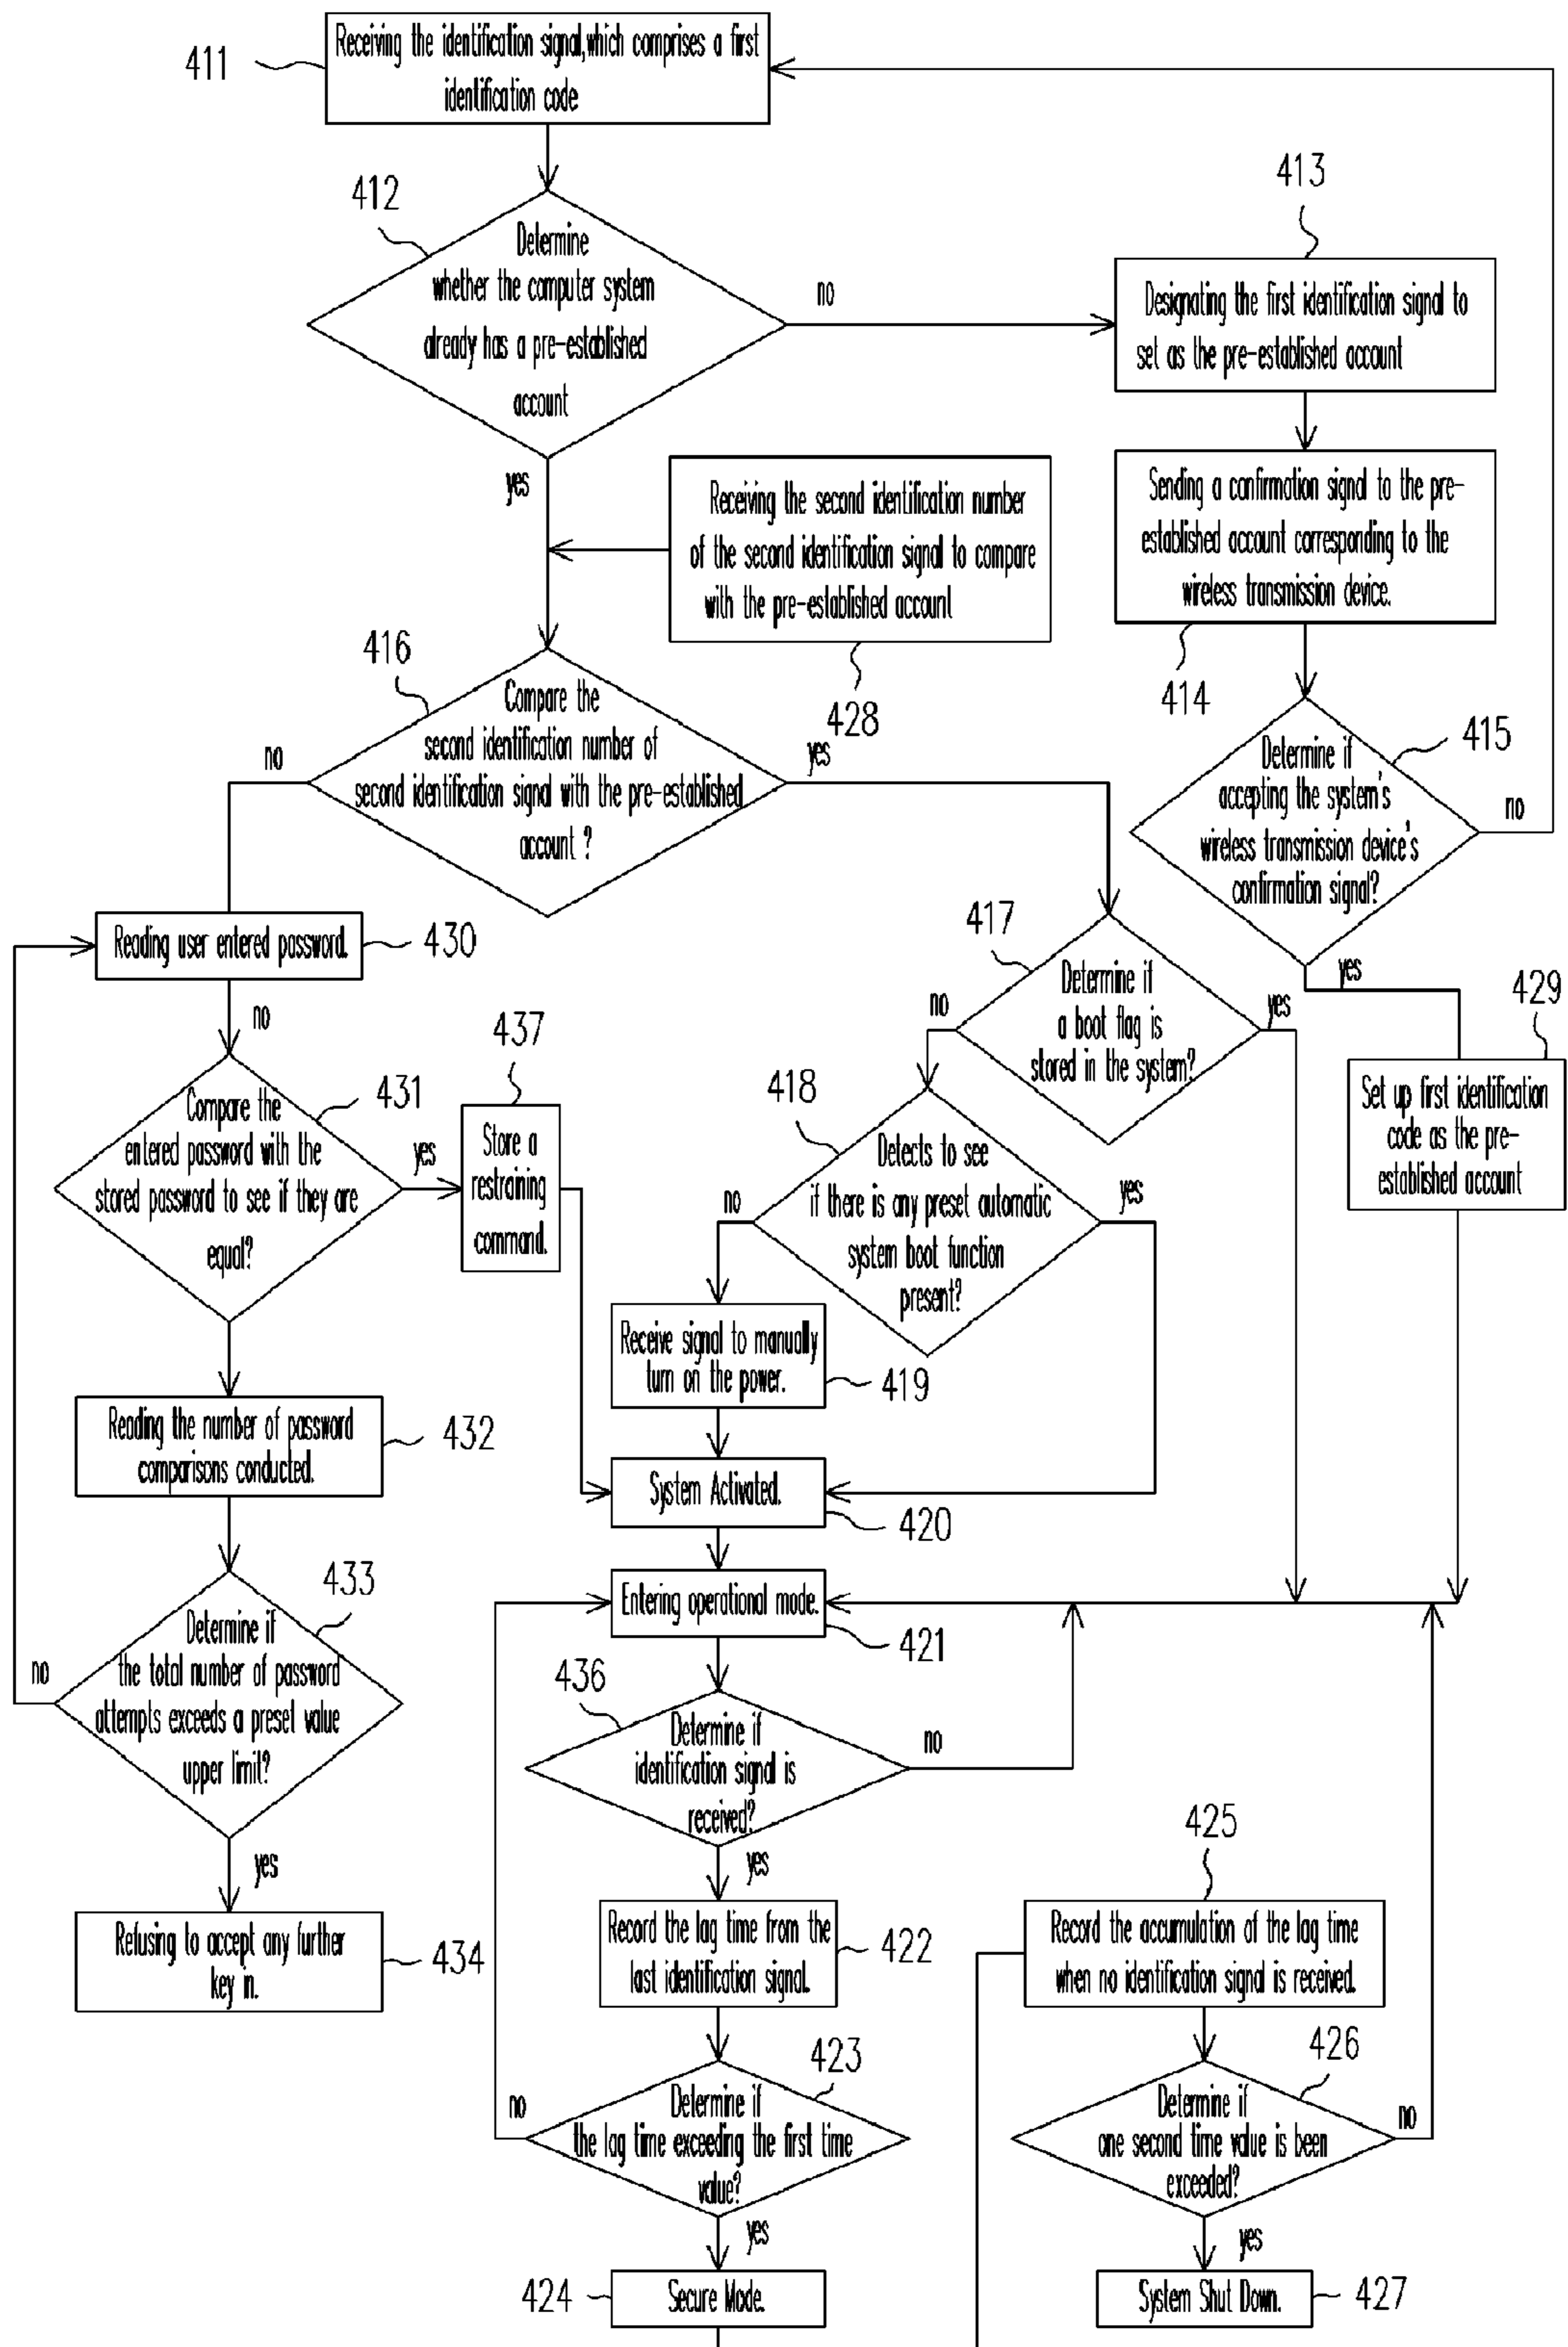 Receiving the identification signal,which comprises a first
identification code
411
412
Determine
whether the computer system
already has a pre-established
account
no
413
Designating the first identification signal to
set as the pre-established account
yes
Receiving the second identification number
of the second identification signal to compare
with the pre-established account
428
Sending a confirmation signal to the pre-
established account corresponding to the
wireless transmission device.
414
416
Compare the
second identification number of
second identification signal with the pre-established
account ?
no
yes
Determine if
accepting the system's
wireless transmission device's
confirmation signal?
415
no
yes
Reading user entered password.
430
no
417
Determine if
a boot flag is
stored in the system?
no
yes
429
Set up first identification
code as the pre-
established account
Compare the
entered password with the
stored password to see if they are
equal?
431
yes
437
Store a
restraining
command.
418
Detects to see
if there is any preset automatic
system boot function
present?
no
yes
Receive signal to manually
turn on the power.
419
Reading the number of password
comparisons conducted.
432
System Activated.
420
433
Determine if
the total number of password
attempts exceeds a preset value
upper limit?
no
yes
Entering operational mode.
421
436
Determine if
identification signal is
received?
no
yes
Refusing to accept any further
key in.
434
Record the lag time from the
last identification signal.
422
425
Record the accumulation of the lag time
when no identification signal is received.
423
Determine if
the lag time exceeding the first time
value?
no
yes
426
Determine if
one second time value is been
exceeded?
no
yes
424
Secure Mode.
System Shut Down.
427